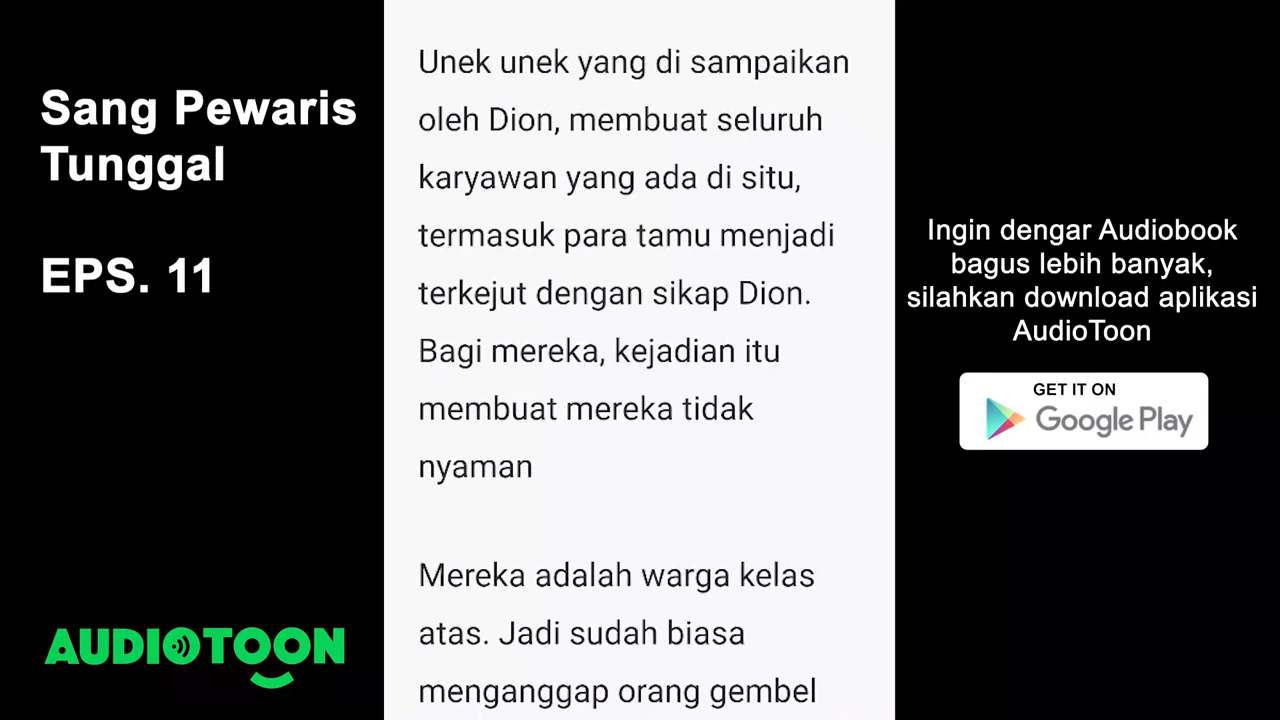 Sang Pewaris
Tunggal
EPS. 11
AUDIOTOON
Unek unek yang di sampaikan
oleh Dion, membuat seluruh
karyawan yang ada di situ,
termasuk para tamu menjadi
terkejut dengan sikap Dion.
Bagi mereka, kejadian itu
membuat mereka tidak
nyaman
Mereka adalah warga kelas
atas. Jadi sudah biasa
menganggap orang gembel
Ingin dengar Audiobook
bagus lebih banyak,
silahkan download aplikasi
AudioToon
GET IT ON
Google Play